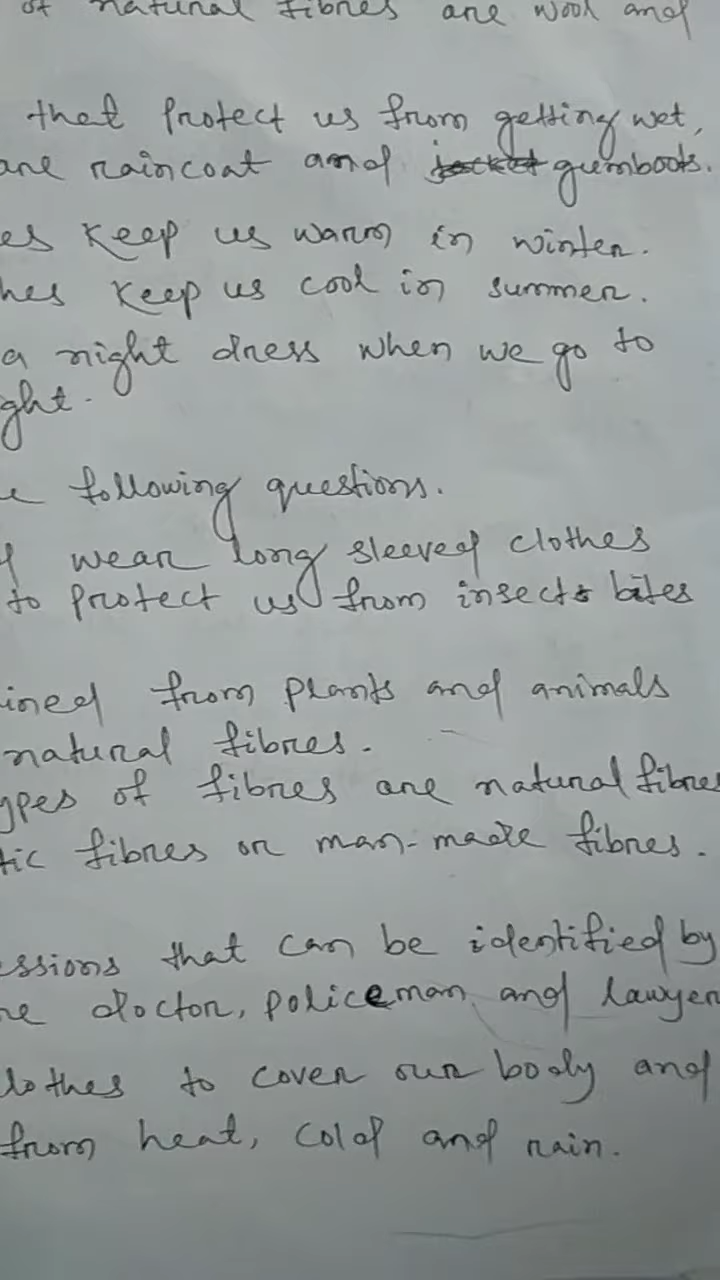 of natural fibres are wool and
that protect us from getting wet,
are raincoat and jacket gumboots.
es keep us warm in winter.
hes keep us cool in summer.
a night dress when we go to
ght.
e following questions.
wear long sleeved clothes
to protect us from insects bites
ined from plants and animals
natural fibres.
ypes of fibres are natural fibres
tic fibres or man-made fibres.
essions that can be identified by
re doctor, policeman and lawyer
lothes to cover our body and
from heat, cold and rain.